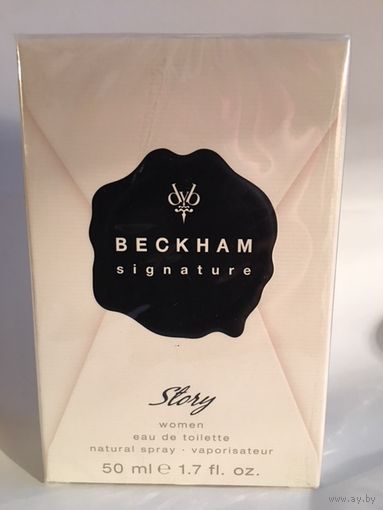 dVb
BECKHAM
signature
Story
women
eau de toilette
natural spray - vaporisateur
50 ml e 1.7 fl. oz.
www.ay.by